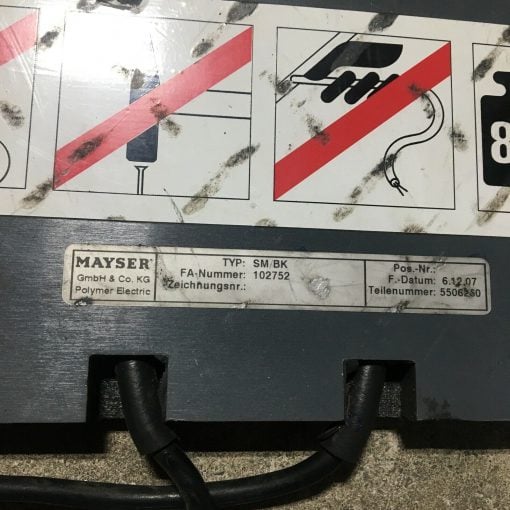 8
MAYSER®
GmbH & Co. KG
Polymer Electric
TYP: SM/BK
FA-Nummer: 102752
Zeichnungsnr.:
Pos.-Nr.:
F.-Datum: 6.12.07
Teilenummer: 5506250